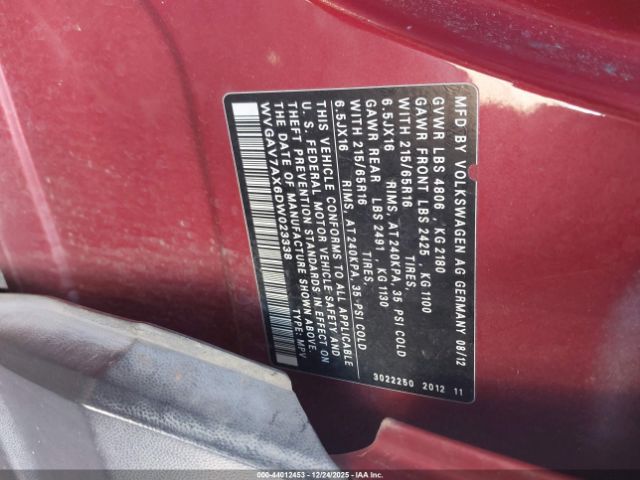 MFD BY VOLKSWAGEN AG GERMANY 08/12
GVWR LBS 4806 KG 2180
GAWR FRONT LBS 2425 , KG 1100
WITH 215/65R16 TIRES,
6.5JX16 RIMS, AT 240KPA, 35 PSI COLD
GAWR REAR LBS 2491 , KG 1130
WITH 215/65R16 TIRES,
6.5JX16 RIMS, AT 240KPA, 35 PSI COLD
THIS VEHICLE CONFORMS TO ALL APPLICABLE
U. S. FEDERAL MOTOR VEHICLE SAFETY AND
THEFT PREVENTION STANDARDS IN EFFECT ON
THE DATE OF MANUFACTURE SHOWN ABOVE.
WVGAV7AX6DW023338 TYPE: MPV
3022250 2012 11
000-44012453 - 12/24/2025 - IAA Inc.